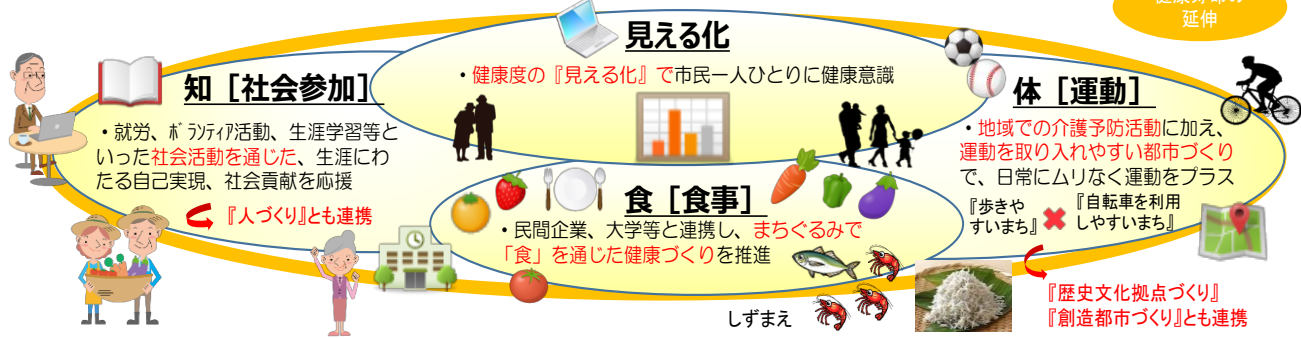 延伸
見える化
・健康度の『見える化』で市民一人ひとりに健康意識
知［社会参加］
・就労、ボランティア活動、生涯学習等と
いった社会活動を通じた、生涯にわ
たる自己実現、社会貢献を応援
『人づくり』とも連携
食［食事］
・民間企業、大学等と連携し、まちぐるみで
「食」を通じた健康づくりを推進
しずまえ
体［運動］
・地域での介護予防活動に加え、
運動を取り入れやすい都市づくり
で、日常にムリなく運動をプラス
『歩きや
すいまち』
『自転車を利用
しやすいまち』
『歴史文化拠点づくり』
『創造都市づくり』とも連携